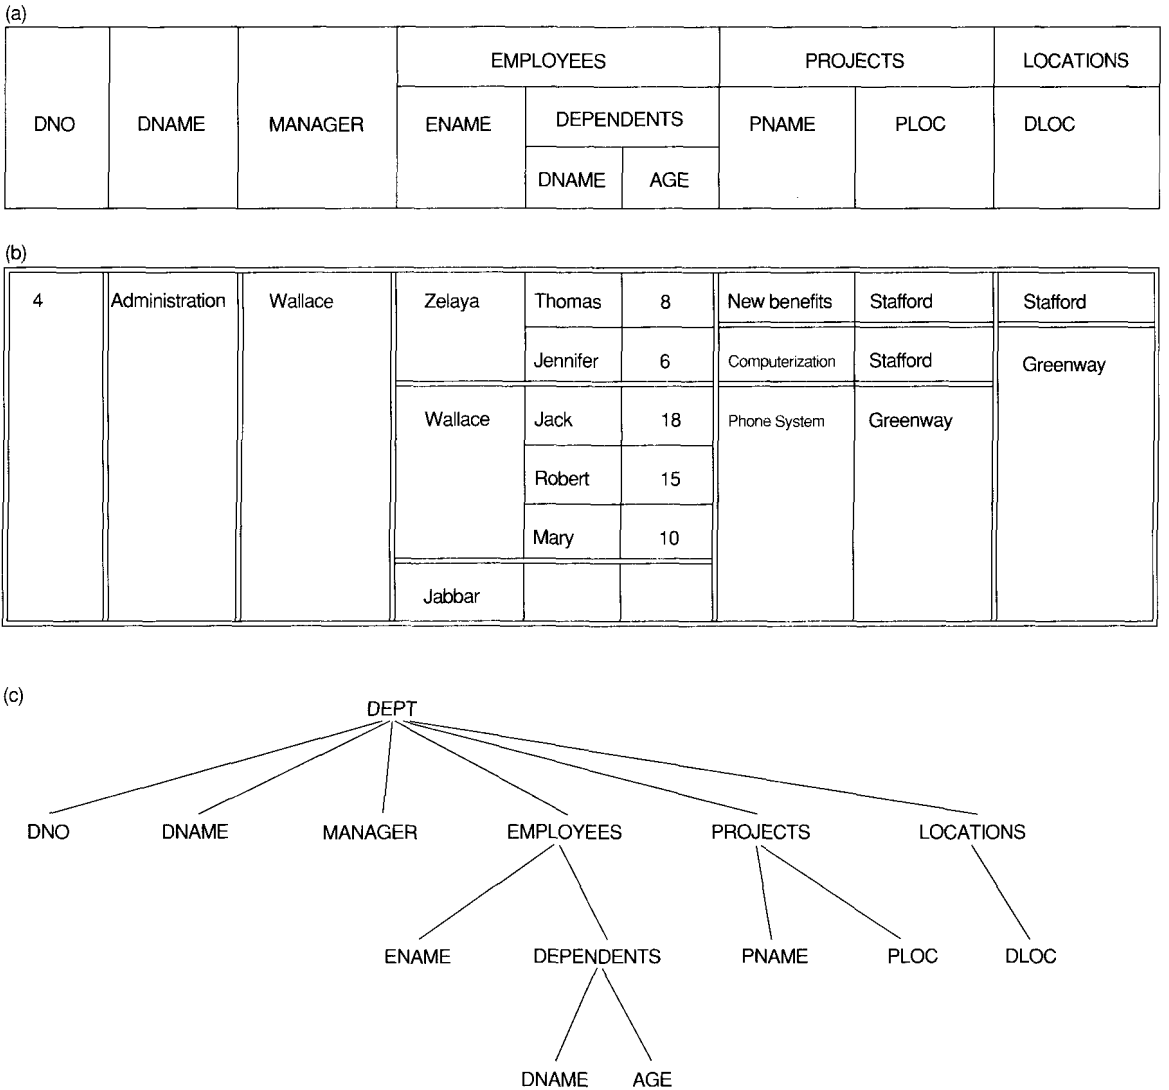 (a)
EMPLOYEES PROJECTS LOCATIONS
DNO DNAME MANAGER ENAME DEPENDENTS PNAME PLOC DLOC
DNAME AGE
(b)
4 Administration Wallace Zelaya Thomas 8 New benefits Stafford Stafford
Jennifer 6 Computerization Stafford Greenway
Wallace Jack 18 Phone System Greenway
Robert 15
Mary 10
Jabbar
(c)
DEPT
DNO DNAME MANAGER EMPLOYEES PROJECTS LOCATIONS
ENAME DEPENDENTS PNAME PLOC DLOC
DNAME AGE